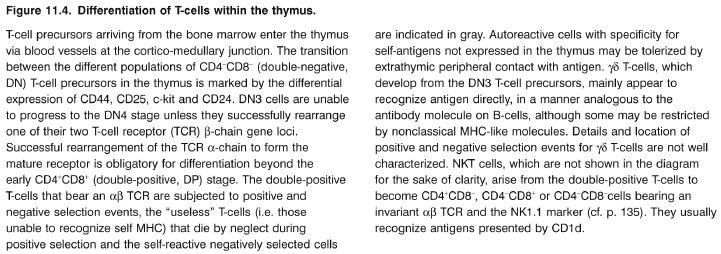 Figure 11.4. Differentiation of T-cells within the thymus.
T-cell precursors arriving from the bone marrow enter the thymus
via blood vessels at the cortico-medullary junction. The transition
between the different populations of CD4⁻CD8⁻ (double-negative,
DN) T-cell precursors in the thymus is marked by the differential
expression of CD44, CD25, c-kit and CD24. DN3 cells are unable
to progress to the DN4 stage unless they successfully rearrange
one of their two T-cell receptor (TCR) β-chain gene loci.
Successful rearrangement of the TCR α-chain to form the
mature receptor is obligatory for differentiation beyond the
early CD4⁺CD8⁺ (double-positive, DP) stage. The double-positive
T-cells that bear an αβ TCR are subjected to positive and
negative selection events, the “useless” T-cells (i.e. those
unable to recognize self MHC) that die by neglect during
positive selection and the self-reactive negatively selected cells
are indicated in gray. Autoreactive cells with specificity for
self-antigens not expressed in the thymus may be tolerized by
extrathymic peripheral contact with antigen. γδ T-cells, which
develop from the DN3 T-cell precursors, mainly appear to
recognize antigen directly, in a manner analogous to the
antibody molecule on B-cells, although some may be restricted
by nonclassical MHC-like molecules. Details and location of
positive and negative selection events for γδ T-cells are not well
characterized. NKT cells, which are not shown in the diagram
for the sake of clarity, arise from the double-positive T-cells to
become CD4⁺CD8⁻, CD4⁻CD8⁺ or CD4⁻CD8⁻cells bearing an
invariant αβ TCR and the NK1.1 marker (cf. p. 135). They usually
recognize antigens presented by CD1d.